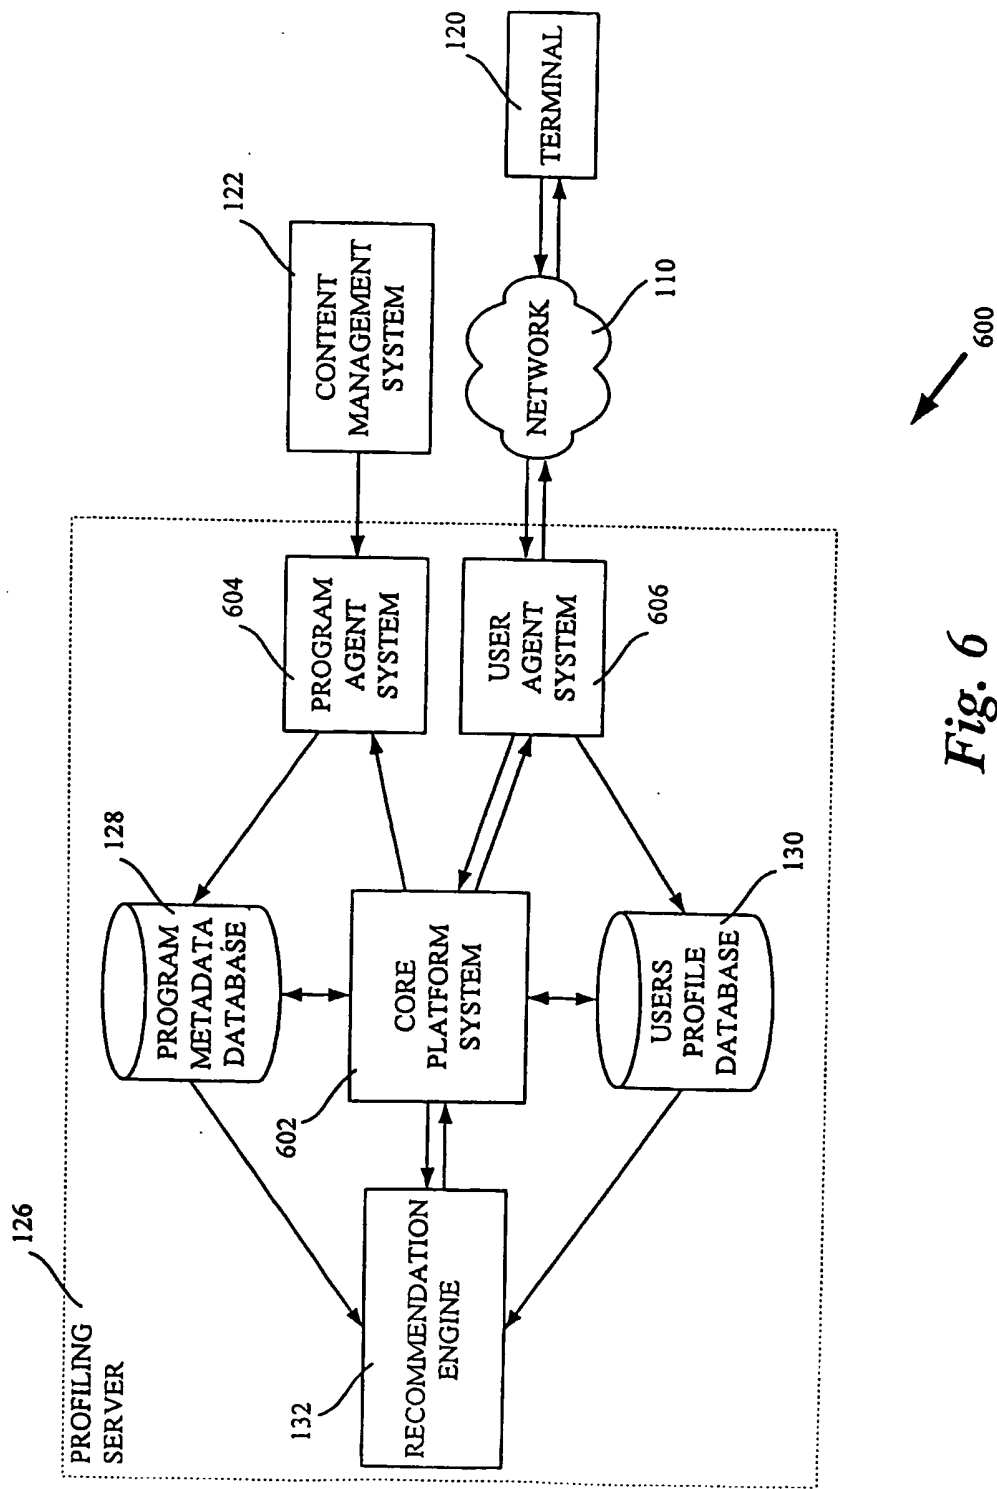 PROFILING
SERVER
126
132
RECOMMENDATION
ENGINE
602
CORE
PLATFORM
SYSTEM
128
PROGRAM
METADATA
DATABASE
130
USERS
PROFILE
DATABASE
604
PROGRAM
AGENT
SYSTEM
606
USER
AGENT
SYSTEM
122
CONTENT
MANAGEMENT
SYSTEM
110
NETWORK
120
TERMINAL
600
Fig. 6